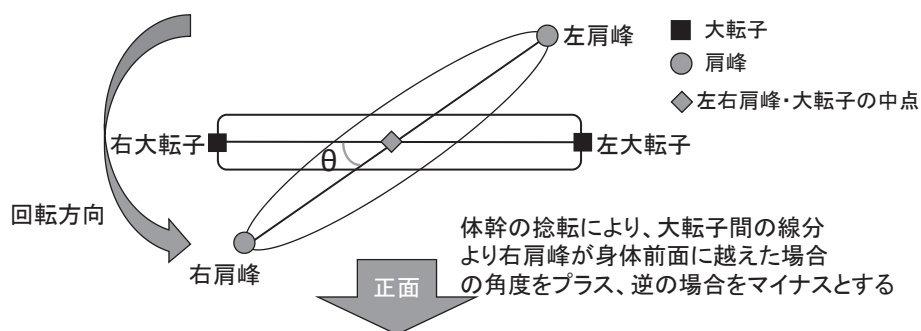 左肩峰
大転子
肩峰
左右肩峰・大転子の中点
右大転子
θ
左大転子
回転方向
右肩峰
体幹の捻転により、大転子間の線分
より右肩峰が身体前面に越えた場合
の角度をプラス、逆の場合をマイナスとする
正面